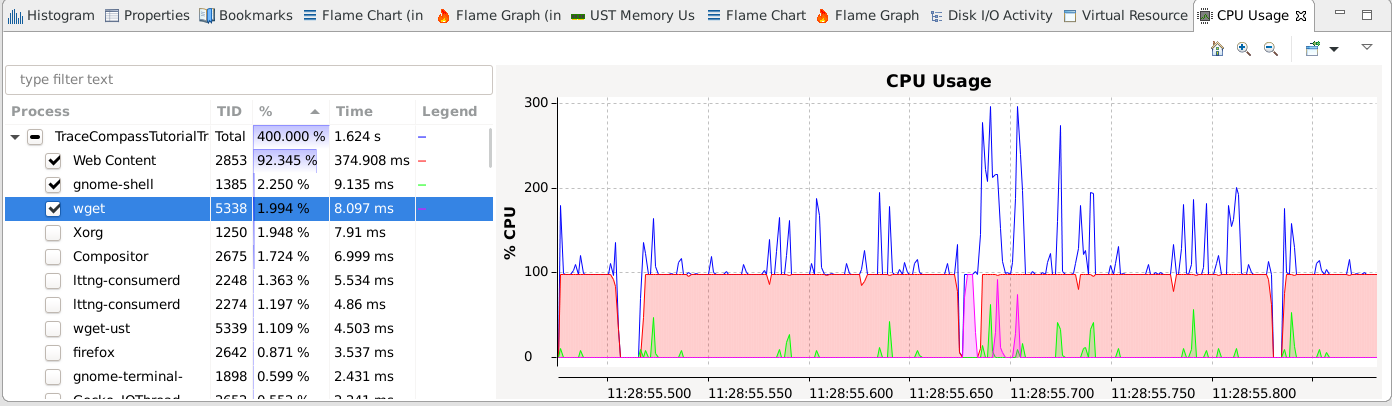 Histogram Properties Bookmarks Flame Chart (in Flame Graph (in UST Memory Us Flame Chart Flame Graph Disk I/O Activity Virtual Resource CPU Usage
type filter text
Process TID % Time Legend
TraceCompassTutorialTr Total 400.000 % 1.624 s
Web Content 2853 92.345 % 374.908 ms
gnome-shell 1385 2.250 % 9.135 ms
wget 5338 1.994 % 8.097 ms
Xorg 1250 1.948 % 7.91 ms
Compositor 2675 1.724 % 6.999 ms
lttng-consumerd 2248 1.363 % 5.534 ms
lttng-consumerd 2274 1.197 % 4.86 ms
wget-ust 5339 1.109 % 4.503 ms
firefox 2642 0.871 % 3.537 ms
gnome-terminal- 1898 0.599 % 2.431 ms
CPU Usage
% CPU
300
200
100
0
11:28:55.500 11:28:55.550 11:28:55.600 11:28:55.650 11:28:55.700 11:28:55.750 11:28:55.800